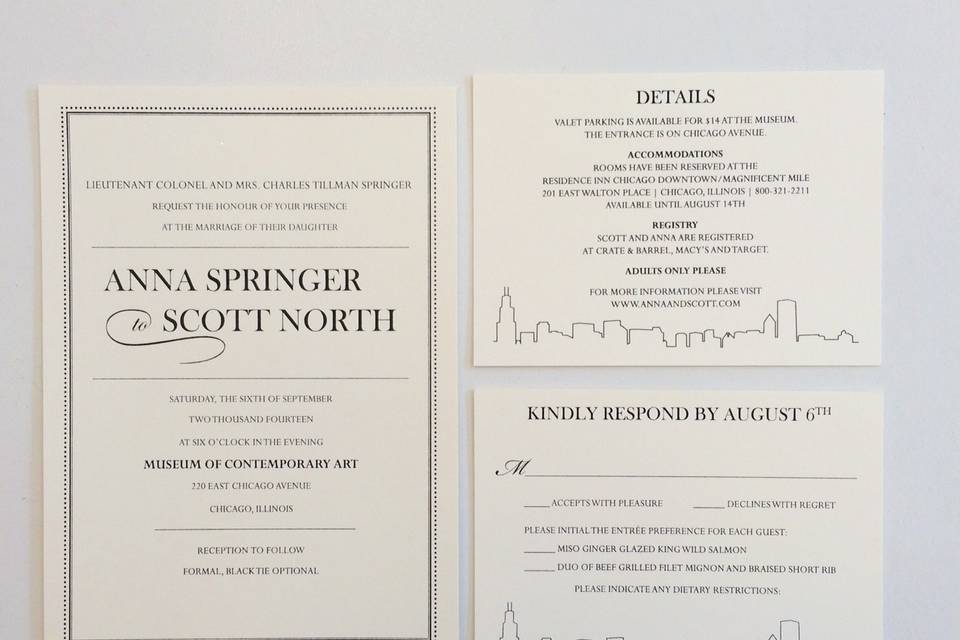 LIEUTENANT COLONEL AND MRS. CHARLES TILLMAN SPRINGER
REQUEST THE HONOUR OF YOUR PRESENCE
AT THE MARRIAGE OF THEIR DAUGHTER
ANNA SPRINGER
to SCOTT NORTH
SATURDAY, THE SIXTH OF SEPTEMBER
TWO THOUSAND FOURTEEN
AT SIX O'CLOCK IN THE EVENING
MUSEUM OF CONTEMPORARY ART
220 EAST CHICAGO AVENUE
CHICAGO, ILLINOIS
RECEPTION TO FOLLOW
FORMAL, BLACK TIE OPTIONAL
DETAILS
VALET PARKING IS AVAILABLE FOR $14 AT THE MUSEUM.
THE ENTRANCE IS ON CHICAGO AVENUE.
ACCOMMODATIONS
ROOMS HAVE BEEN RESERVED AT THE
RESIDENCE INN CHICAGO DOWNTOWN/MAGNIFICENT MILE
201 EAST WALTON PLACE | CHICAGO, ILLINOIS | 800-321-2211
AVAILABLE UNTIL AUGUST 14TH
REGISTRY
SCOTT AND ANNA ARE REGISTERED
AT CRATE & BARREL, MACY'S AND TARGET.
ADULTS ONLY PLEASE
FOR MORE INFORMATION PLEASE VISIT
WWW.ANNAANDSCOTT.COM
KINDLY RESPOND BY AUGUST 6TH
M
ACCEPTS WITH PLEASURE DECLINES WITH REGRET
PLEASE INITIAL THE ENTRÉE PREFERENCE FOR EACH GUEST:
MISO GINGER GLAZED KING WILD SALMON
DUO OF BEEF GRILLED FILET MIGNON AND BRAISED SHORT RIB
PLEASE INDICATE ANY DIETARY RESTRICTIONS: